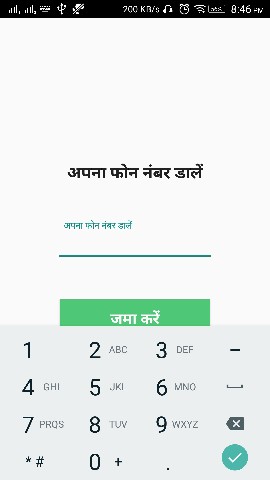 200 KB/s 56% 8:46 PM
अपना फोन नंबर डालें
अपना फोन नंबर डालें
जमा करें
1 2 ABC 3 DEF –
4 GHI 5 JKL 6 MNO
7 PRQS 8 TUV 9 WXYZ
* # 0 + .